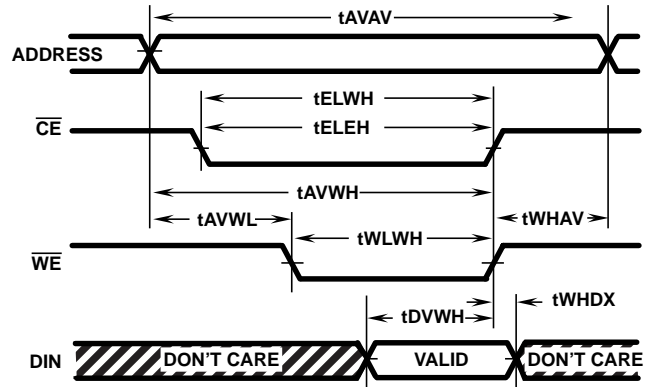 tAVAV
ADDRESS
tELWH
CE
tELEH
tAVWH
tAVWL
tWHAV
tWLWH
WE
tWHDX
tDVWH
DIN
DON'T CARE
VALID
DON'T CARE